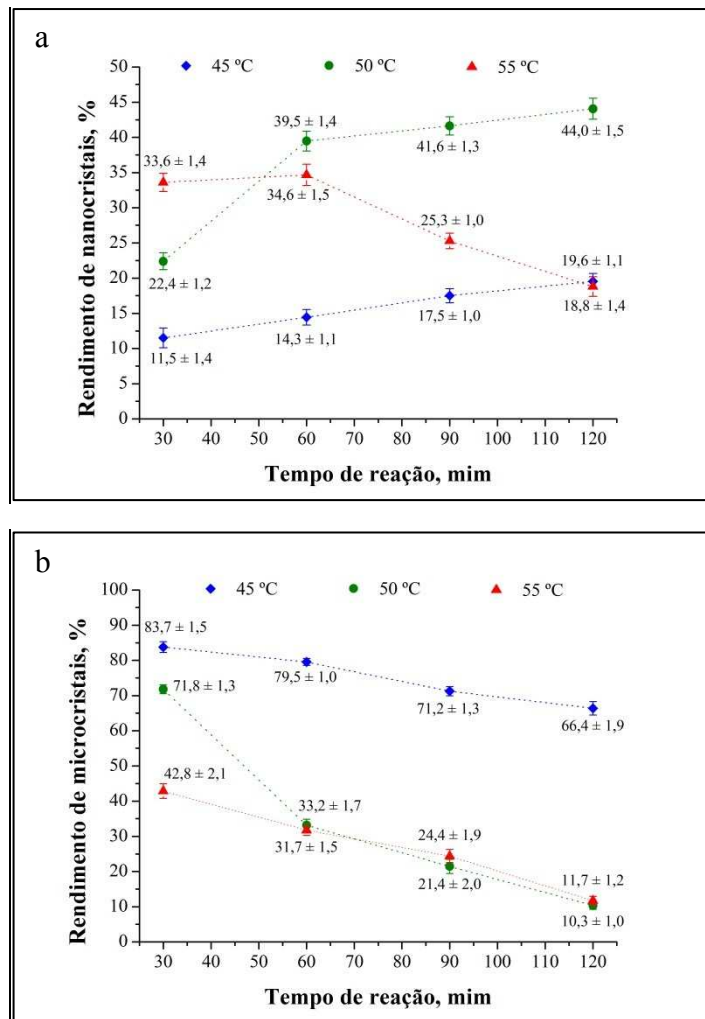 a
45 ºC 50 ºC 55 ºC
Rendimento de nanocristais, %
50
45
40
35
30
25
20
15
10
5
0
33,6 ± 1,4
39,5 ± 1,4
41,6 ± 1,3
44,0 ± 1,5
34,6 ± 1,5
25,3 ± 1,0
22,4 ± 1,2
19,6 ± 1,1
18,8 ± 1,4
17,5 ± 1,0
14,3 ± 1,1
11,5 ± 1,4
30 40 50 60 70 80 90 100 110 120
Tempo de reação, mim
b
45 ºC 50 ºC 55 ºC
Rendimento de microcristais, %
100
90
80
70
60
50
40
30
20
10
0
83,7 ± 1,5
79,5 ± 1,0
71,8 ± 1,3
71,2 ± 1,3
66,4 ± 1,9
42,8 ± 2,1
33,2 ± 1,7
31,7 ± 1,5
24,4 ± 1,9
21,4 ± 2,0
11,7 ± 1,2
10,3 ± 1,0
30 40 50 60 70 80 90 100 110 120
Tempo de reação, mim